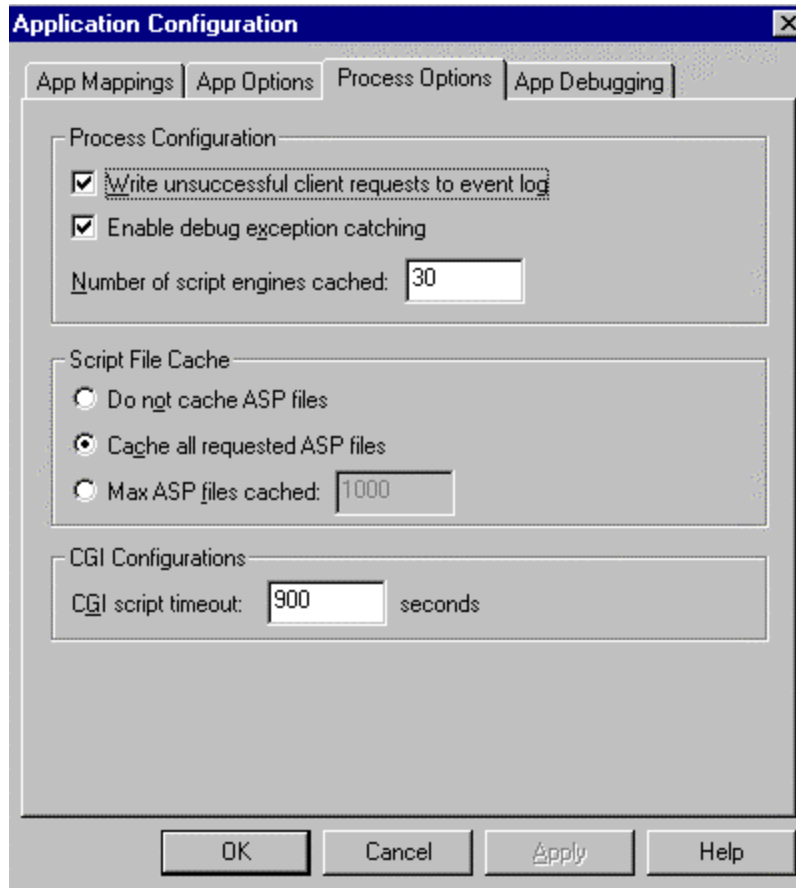 Application Configuration
App Mappings App Options Process Options App Debugging
Process Configuration
Write unsuccessful client requests to event log
Enable debug exception catching
Number of script engines cached: 30
Script File Cache
Do not cache ASP files
Cache all requested ASP files
Max ASP files cached: 1000
CGI Configurations
CGI script timeout: 900 seconds
OK Cancel Apply Help